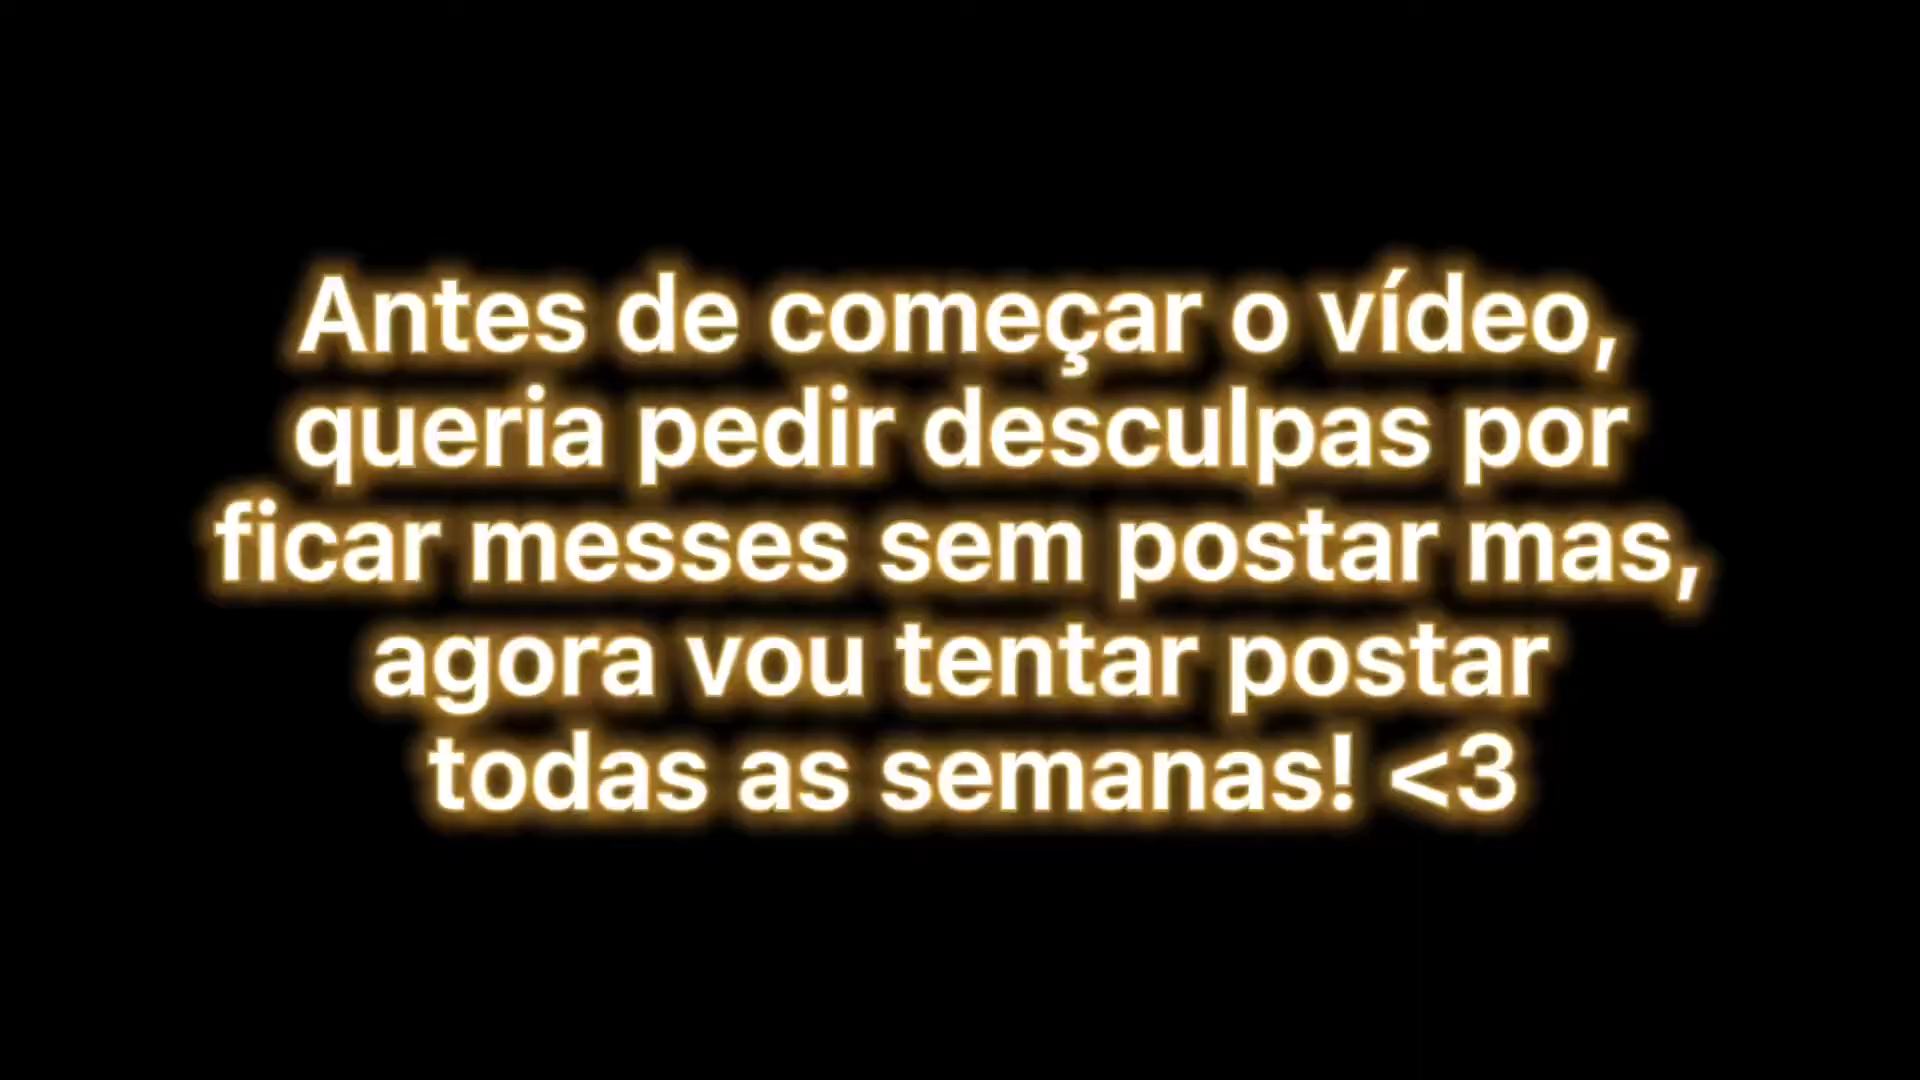 Antes de começar o vídeo,
queria pedir desculpas por
ficar messes sem postar mas,
agora vou tentar postar
todas as semanas! <3